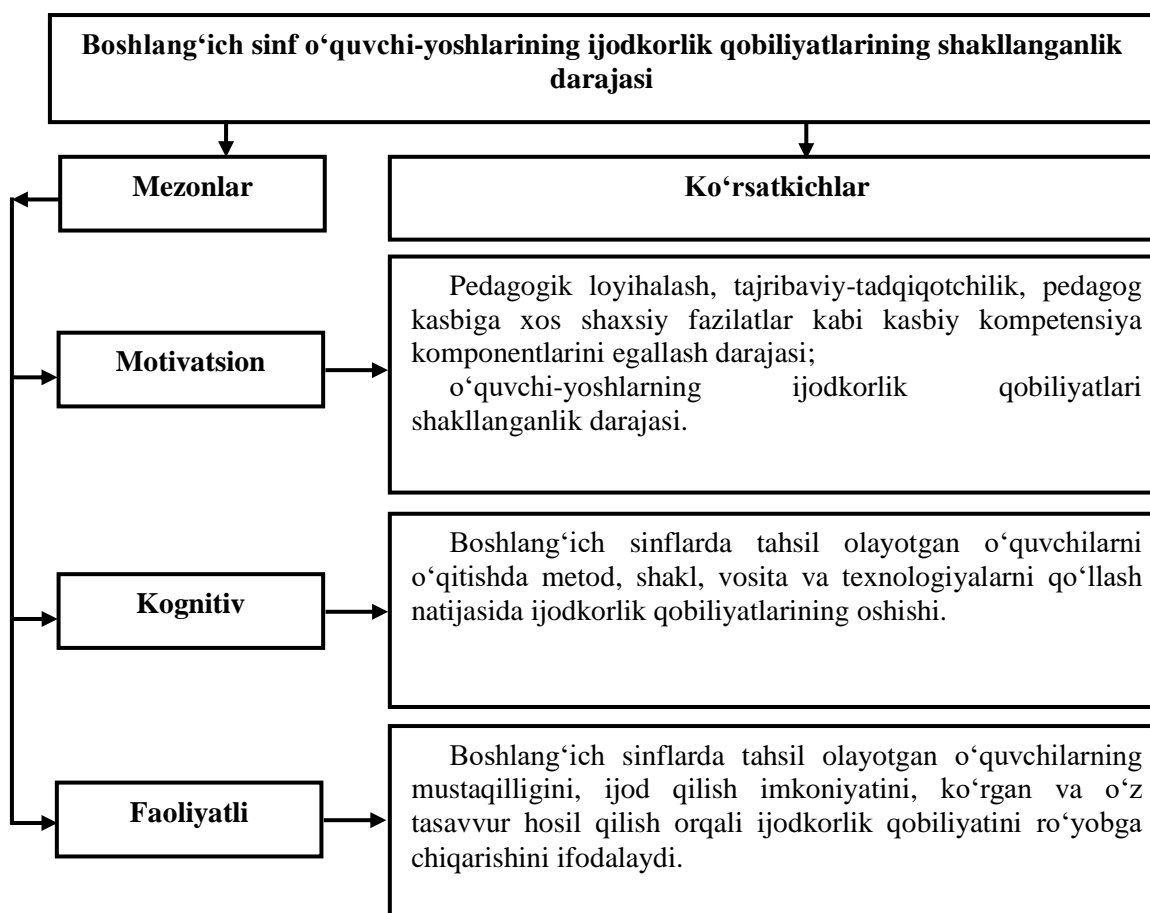 Boshlang‘ich sinf o‘quvchi-yoshlarining ijodkorlik qobiliyatlarining shakllanganlik
darajasi
Mezonlar
Ko‘rsatkichlar
Motivatsion
Pedagogik loyihalash, tajribaviy-tadqiqotchilik, pedagog
kasbiga xos shaxsiy fazilatlar kabi kasbiy kompetensiya
komponentlarini egallash darajasi;
o‘quvchi-yoshlarning ijodkorlik qobiliyatlari
shakllanganlik darajasi.
Kognitiv
Boshlang‘ich sinflarda tahsil olayotgan o‘quvchilarni
o‘qitishda metod, shakl, vosita va texnologiyalarni qo‘llash
natijasida ijodkorlik qobiliyatlarining oshishi.
Faoliyatli
Boshlang‘ich sinflarda tahsil olayotgan o‘quvchilarning
mustaqilligini, ijod qilish imkoniyatini, ko‘rgan va o‘z
tasavvur hosil qilish orqali ijodkorlik qobiliyatini ro‘yobga
chiqarishini ifodalaydi.